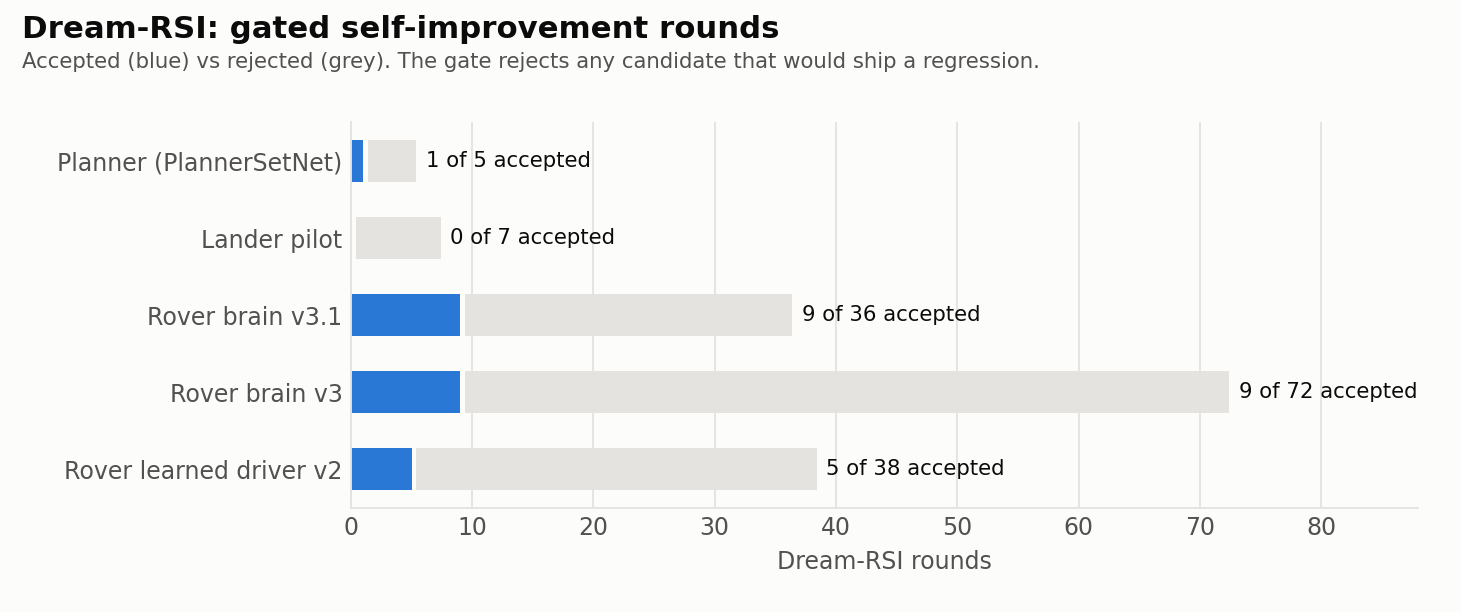 Dream-RSI: gated self-improvement rounds
Accepted (blue) vs rejected (grey). The gate rejects any candidate that would ship a regression.
Planner (PlannerSetNet)
1 of 5 accepted
Lander pilot
0 of 7 accepted
Rover brain v3.1
9 of 36 accepted
Rover brain v3
9 of 72 accepted
Rover learned driver v2
5 of 38 accepted
0 10 20 30 40 50 60 70 80
Dream-RSI rounds